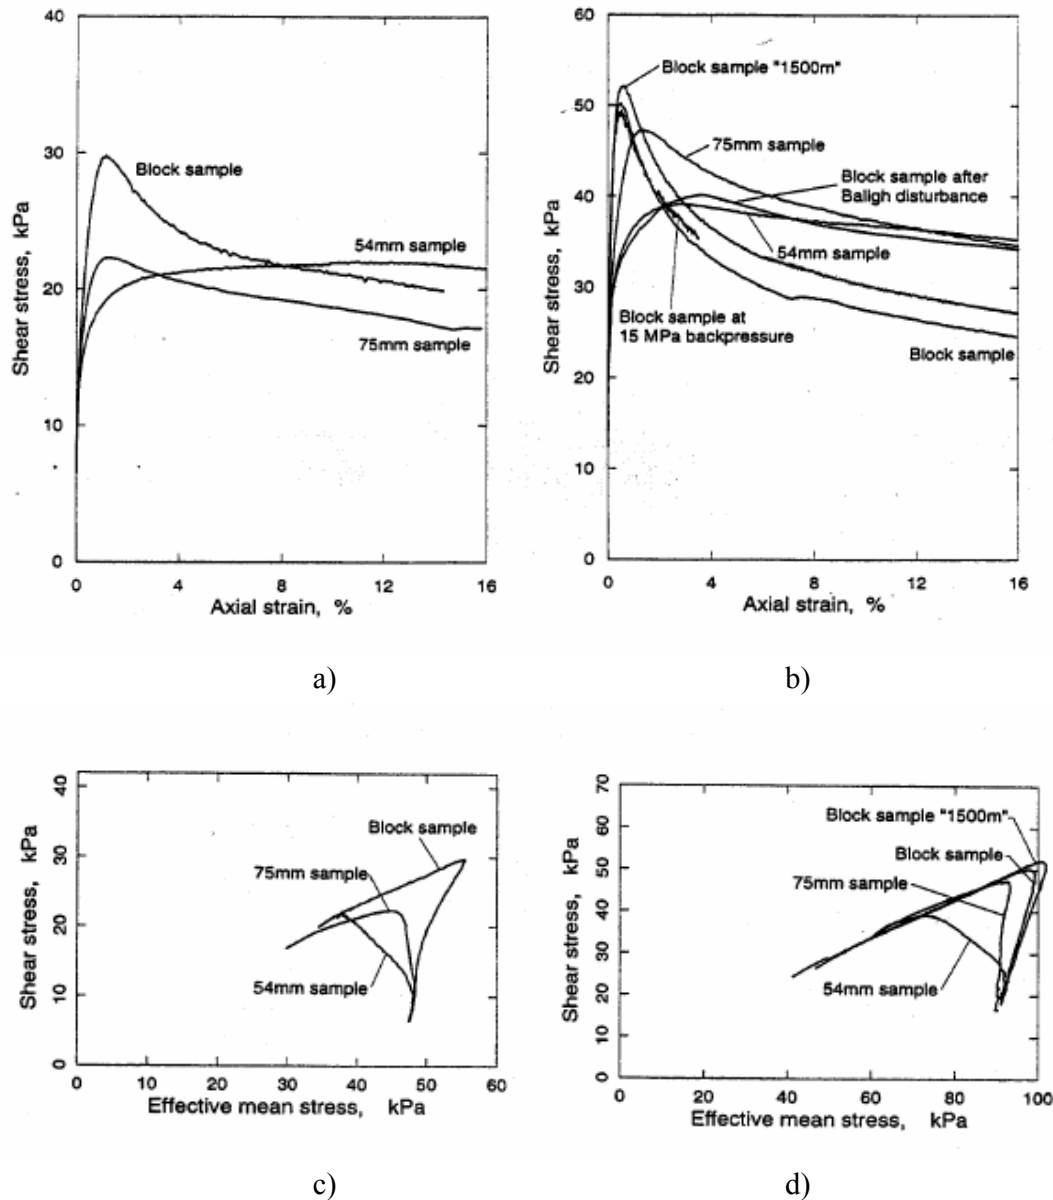 40
30
20
10
0
Shear stress, kPa
Block sample
54mm sample
75mm sample
0 4 8 12 16
Axial strain, %
a)
60
50
40
30
20
10
0
Shear stress, kPa
Block sample "1500m"
75mm sample
Block sample after
Baligh disturbance
54mm sample
Block sample at
15 MPa backpressure
Block sample
0 4 8 12 16
Axial strain, %
b)
40
30
20
10
0
Shear stress, kPa
Block sample
75mm sample
54mm sample
0 10 20 30 40 50 60
Effective mean stress, kPa
c)
70
60
50
40
30
20
10
0
Shear stress, kPa
Block sample "1500m"
Block sample
75mm sample
54mm sample
0 20 40 60 80 100
Effective mean stress, kPa
d)